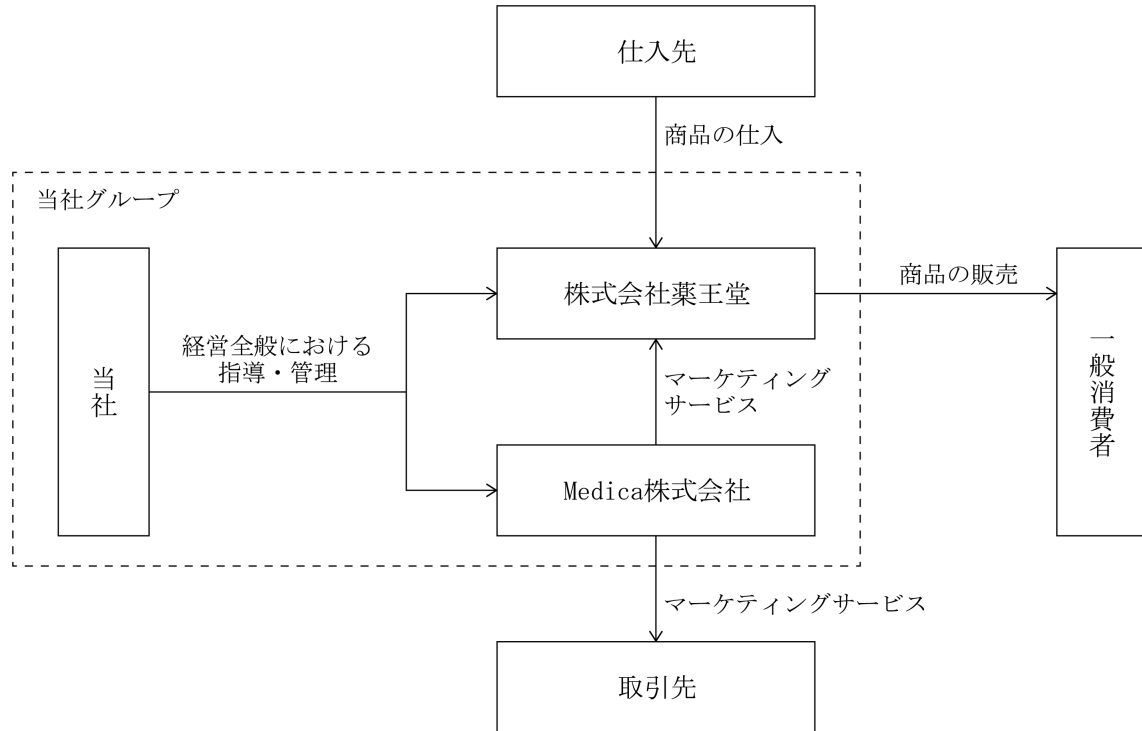 仕入先
商品の仕入
当社グループ
株式会社薬王堂
商品の販売
経営全般における
指導・管理
当社
マーケティング
サービス
一般消費者
Medica株式会社
マーケティングサービス
取引先